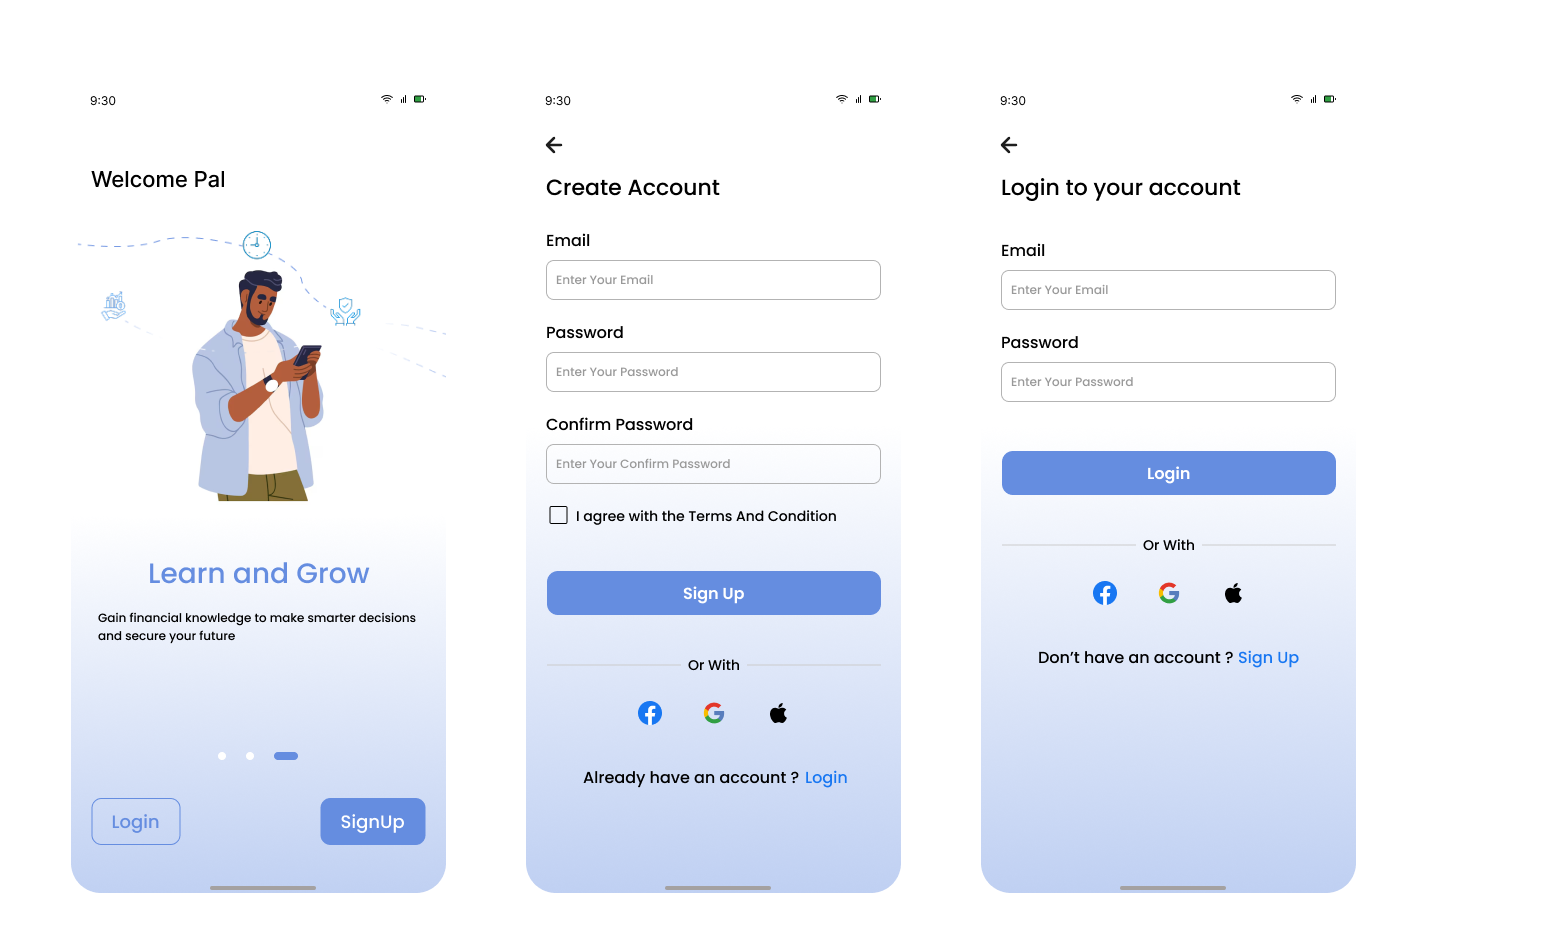 9:30
Welcome Pal
Learn and Grow
Gain financial knowledge to make smarter decisions
and secure your future
Login
SignUp
9:30
Create Account
Email
Enter Your Email
Password
Enter Your Password
Confirm Password
Enter Your Confirm Password
I agree with the Terms And Condition
Sign Up
Or With
Already have an account ? Login
9:30
Login to your account
Email
Enter Your Email
Password
Enter Your Password
Login
Or With
Don’t have an account ? Sign Up